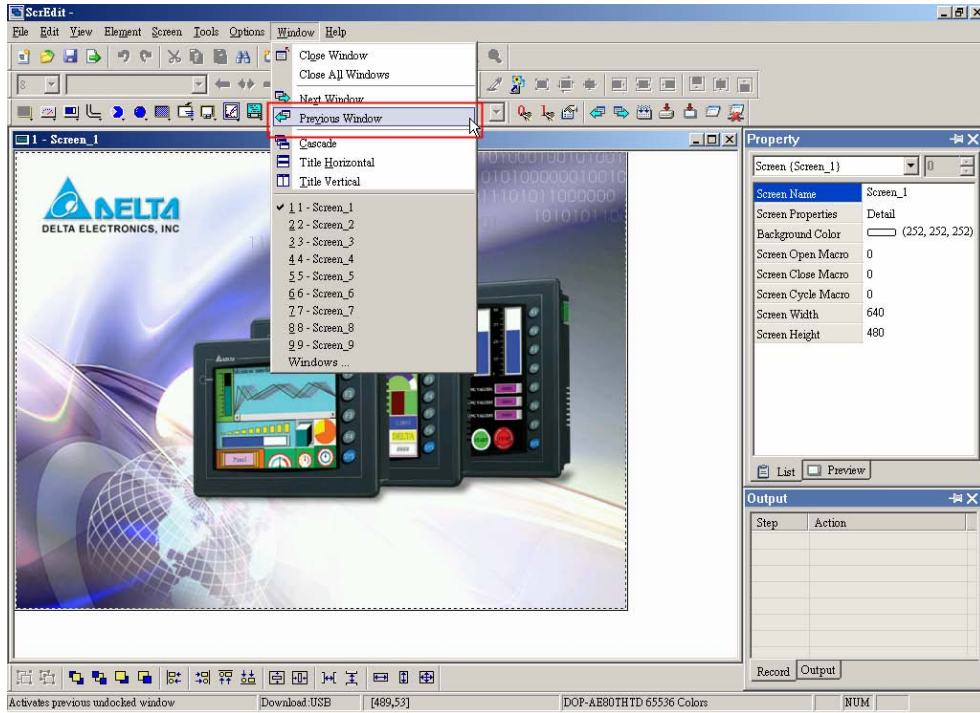 ScrEdit -
File Edit View Element Screen Tools Options Window Help
Close Window
Close All Windows
Next Window
Previous Window
Cascade
Title Horizontal
Title Vertical
1 1 - Screen_1
2 2 - Screen_2
3 3 - Screen_3
4 4 - Screen_4
5 5 - Screen_5
6 6 - Screen_6
7 7 - Screen_7
8 8 - Screen_8
9 9 - Screen_9
Windows ...
8
1 - Screen_1
DELTA
DELTA ELECTRONICS, INC
DELTA
START
Property
Screen {Screen_1}
0
Screen Name Screen_1
Screen Properties Detail
Background Color (252, 252, 252)
Screen Open Macro 0
Screen Close Macro 0
Screen Cycle Macro 0
Screen Width 640
Screen Height 480
List Preview
Output
Step Action
Record Output
Activates previous undocked window Download:USB [489,53] DOP-AE80THTD 65536 Colors NUM